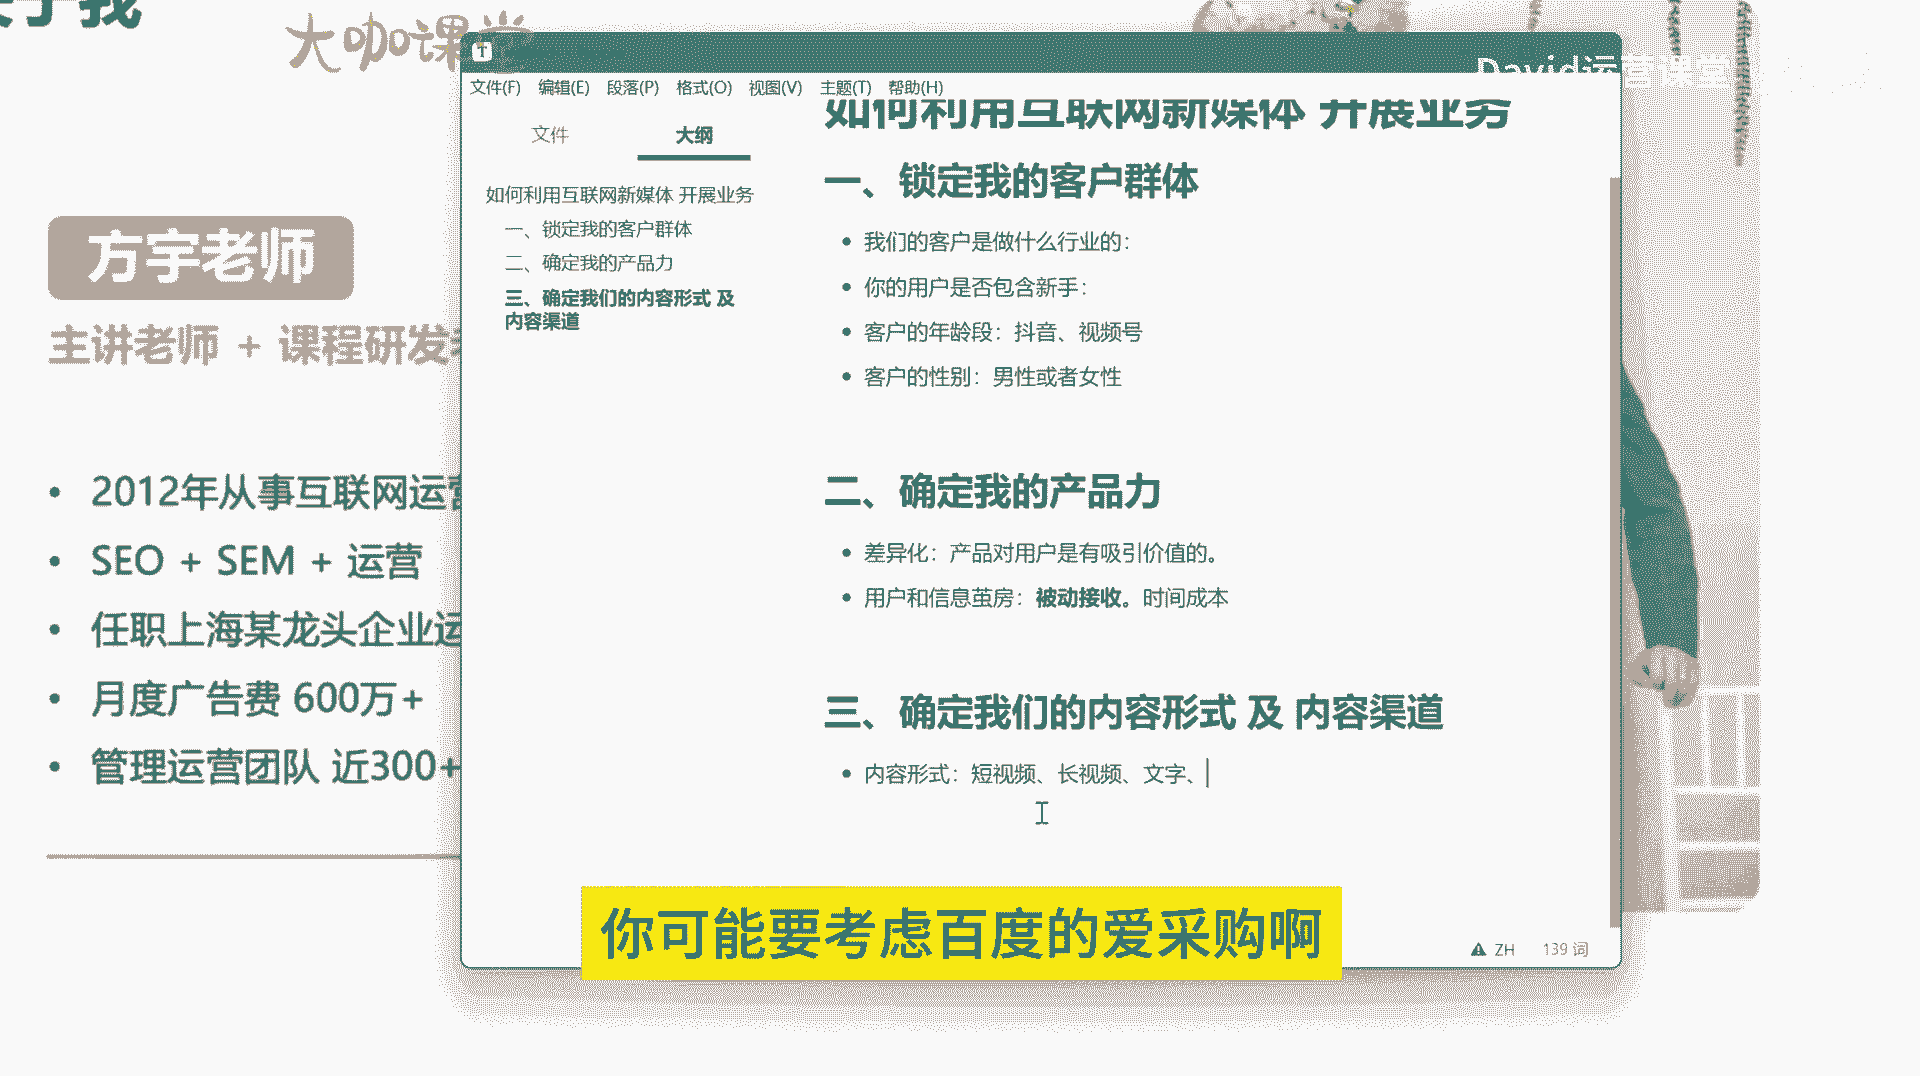 大咖课堂
David运营课堂
方宇老师
主讲老师 + 课程研发
• 2012年从事互联网运营
• SEO + SEM + 运营
• 任职上海某龙头企业运
• 月度广告费 600万+
• 管理运营团队 近300+
T
文件(F) 编辑(E) 段落(P) 格式(O) 视图(V) 主题(T) 帮助(H)
文件 大纲
如何利用互联网新媒体 开展业务
一、锁定我的客户群体
二、确定我的产品力
三、确定我们的内容形式 及
内容渠道
如何利用互联网新媒体 开展业务
一、锁定我的客户群体
• 我们的客户是做什么行业的：
• 你的用户是否包含新手：
• 客户的年龄段：抖音、视频号
• 客户的性别：男性或者女性
二、确定我的产品力
• 差异化：产品对用户是有吸引价值的。
• 用户和信息茧房：被动接收。时间成本
三、确定我们的内容形式 及 内容渠道
• 内容形式：短视频、长视频、文字、
ZH 139 词
你可能要考虑百度的爱采购啊